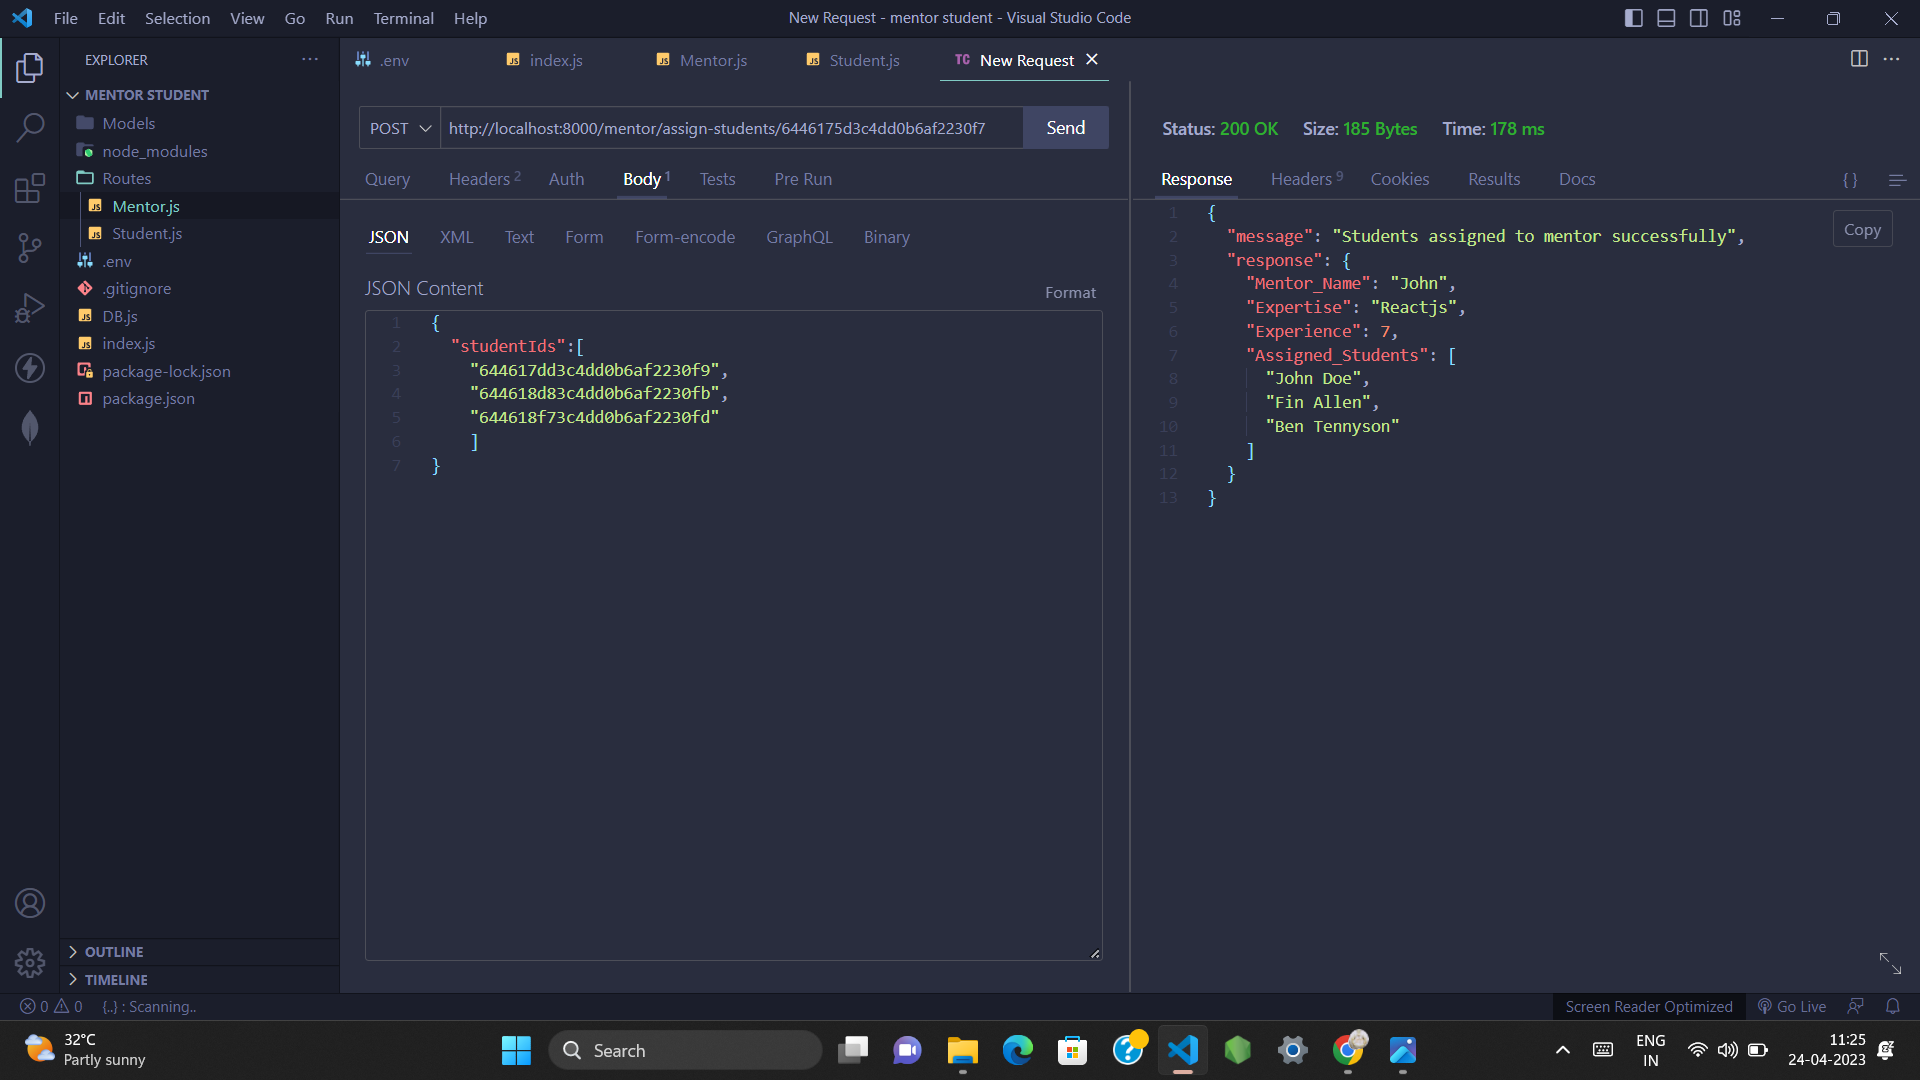 File Edit Selection View Go Run Terminal Help
New Request - mentor student - Visual Studio Code
EXPLORER
MENTOR STUDENT
Models
node_modules
Routes
Mentor.js
Student.js
.env
.gitignore
DB.js
index.js
package-lock.json
package.json
OUTLINE
TIMELINE
.env
index.js
Mentor.js
Student.js
TC New Request
POST http://localhost:8000/mentor/assign-students/6446175d3c4dd0b6af2230f7 Send
Query Headers 2 Auth Body 1 Tests Pre Run
JSON XML Text Form Form-encode GraphQL Binary
JSON Content
Format
1 {
2 "studentIds":[
3 "644617dd3c4dd0b6af2230f9",
4 "644618d83c4dd0b6af2230fb",
5 "644618f73c4dd0b6af2230fd"
6 ]
7 }
Status: 200 OK Size: 185 Bytes Time: 178 ms
Response Headers 9 Cookies Results Docs { }
Copy
1 {
2 "message": "Students assigned to mentor successfully",
3 "response": {
4 "Mentor_Name": "John",
5 "Expertise": "Reactjs",
6 "Experience": 7,
7 "Assigned_Students": [
8 "John Doe",
9 "Fin Allen",
10 "Ben Tennyson"
11 ]
12 }
13 }
0 0 {..} : Scanning..
Screen Reader Optimized Go Live
32°C
Partly sunny
Search
ENG
IN
11:25
24-04-2023